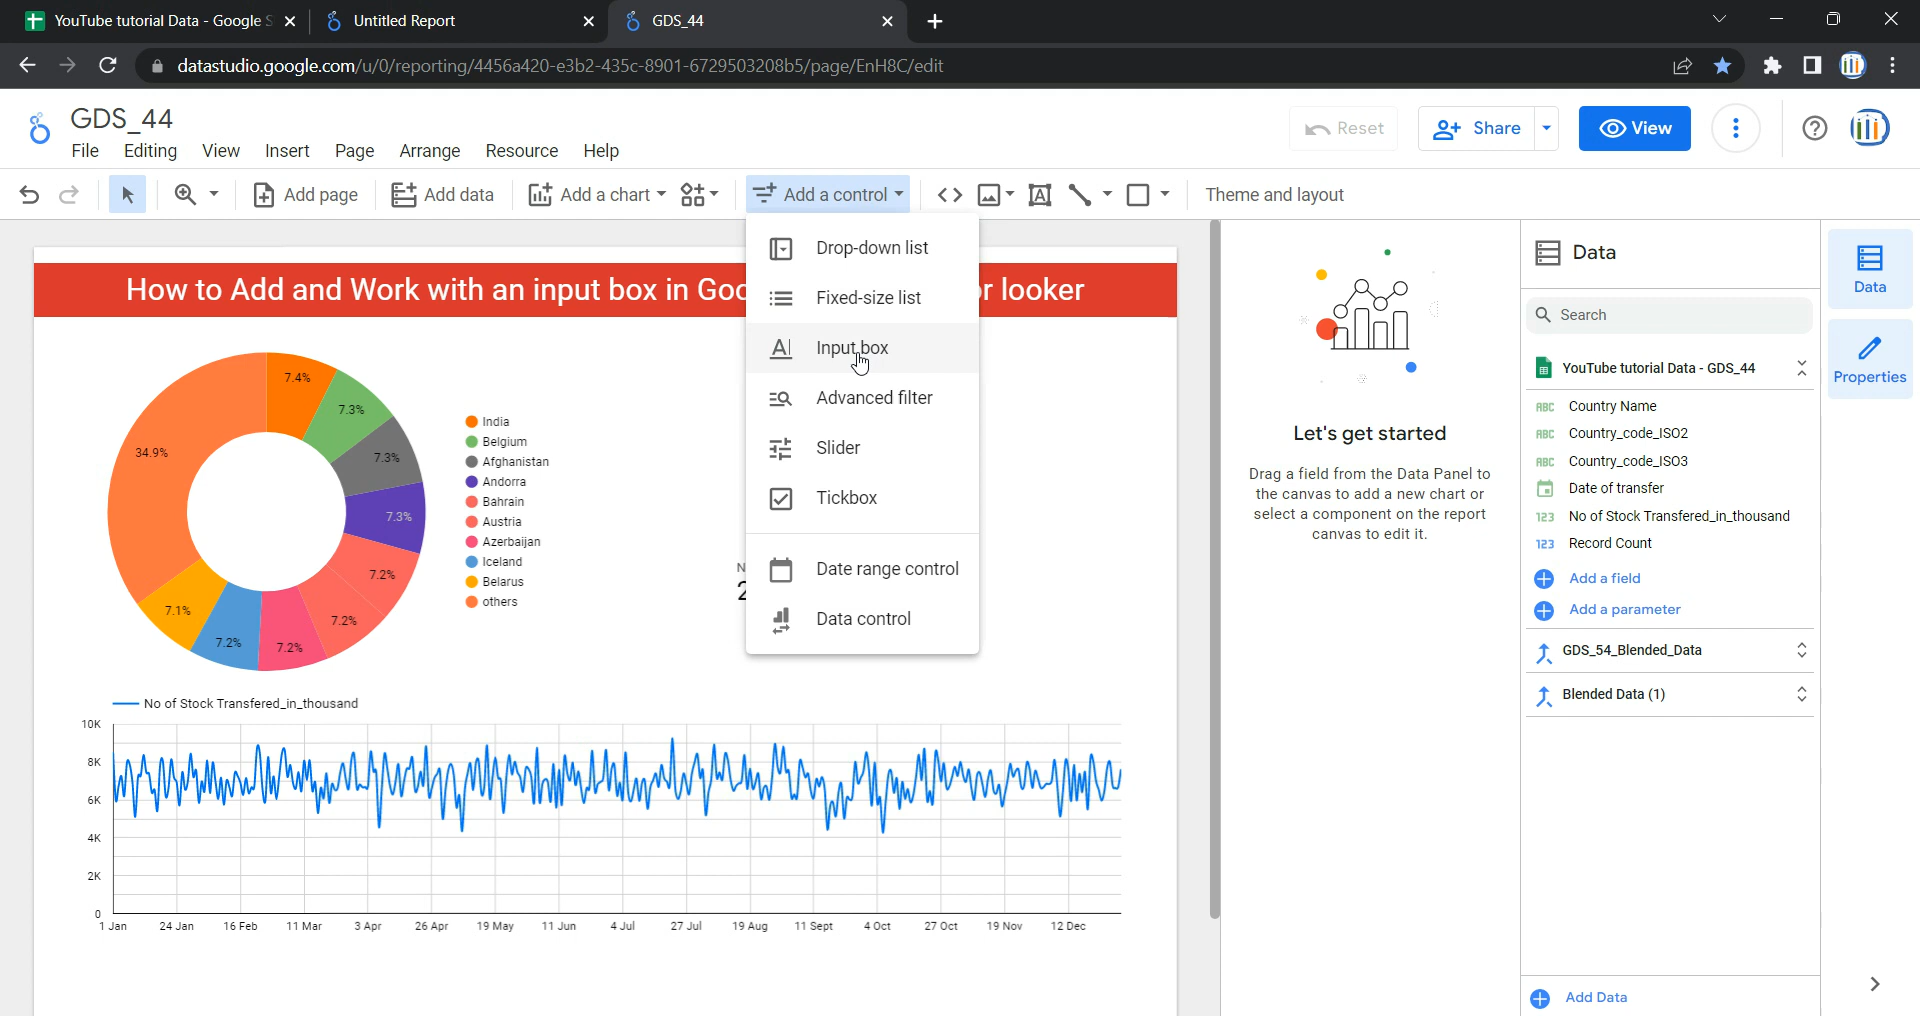 YouTube tutorial Data - Google S
Untitled Report
GDS_44
datastudio.google.com/u/0/reporting/4456a420-e3b2-435c-8901-6729503208b5/page/EnH8C/edit
GDS_44
File Editing View Insert Page Arrange Resource Help
Reset Share View
Add page Add data Add a chart Add a control Theme and layout
Drop-down list
Fixed-size list
Input box
Advanced filter
Slider
Tickbox
Date range control
Data control
How to Add and Work with an input box in Goo
r looker
7.4%
7.3%
7.3%
7.3%
7.2%
7.2%
7.2%
7.2%
7.1%
34.9%
India
Belgium
Afghanistan
Andorra
Bahrain
Austria
Azerbaijan
Iceland
Belarus
others
N
2
No of Stock Transfered_in_thousand
10K
8K
6K
4K
2K
0
1 Jan 24 Jan 16 Feb 11 Mar 3 Apr 26 Apr 19 May 11 Jun 4 Jul 27 Jul 19 Aug 11 Sept 4 Oct 27 Oct 19 Nov 12 Dec
Let's get started
Drag a field from the Data Panel to
the canvas to add a new chart or
select a component on the report
canvas to edit it.
Data
Search
YouTube tutorial Data - GDS_44
ABC Country Name
ABC Country_code_ISO2
ABC Country_code_ISO3
Date of transfer
123 No of Stock Transfered_in_thousand
123 Record Count
Add a field
Add a parameter
GDS_54_Blended_Data
Blended Data (1)
Add Data
Data
Properties